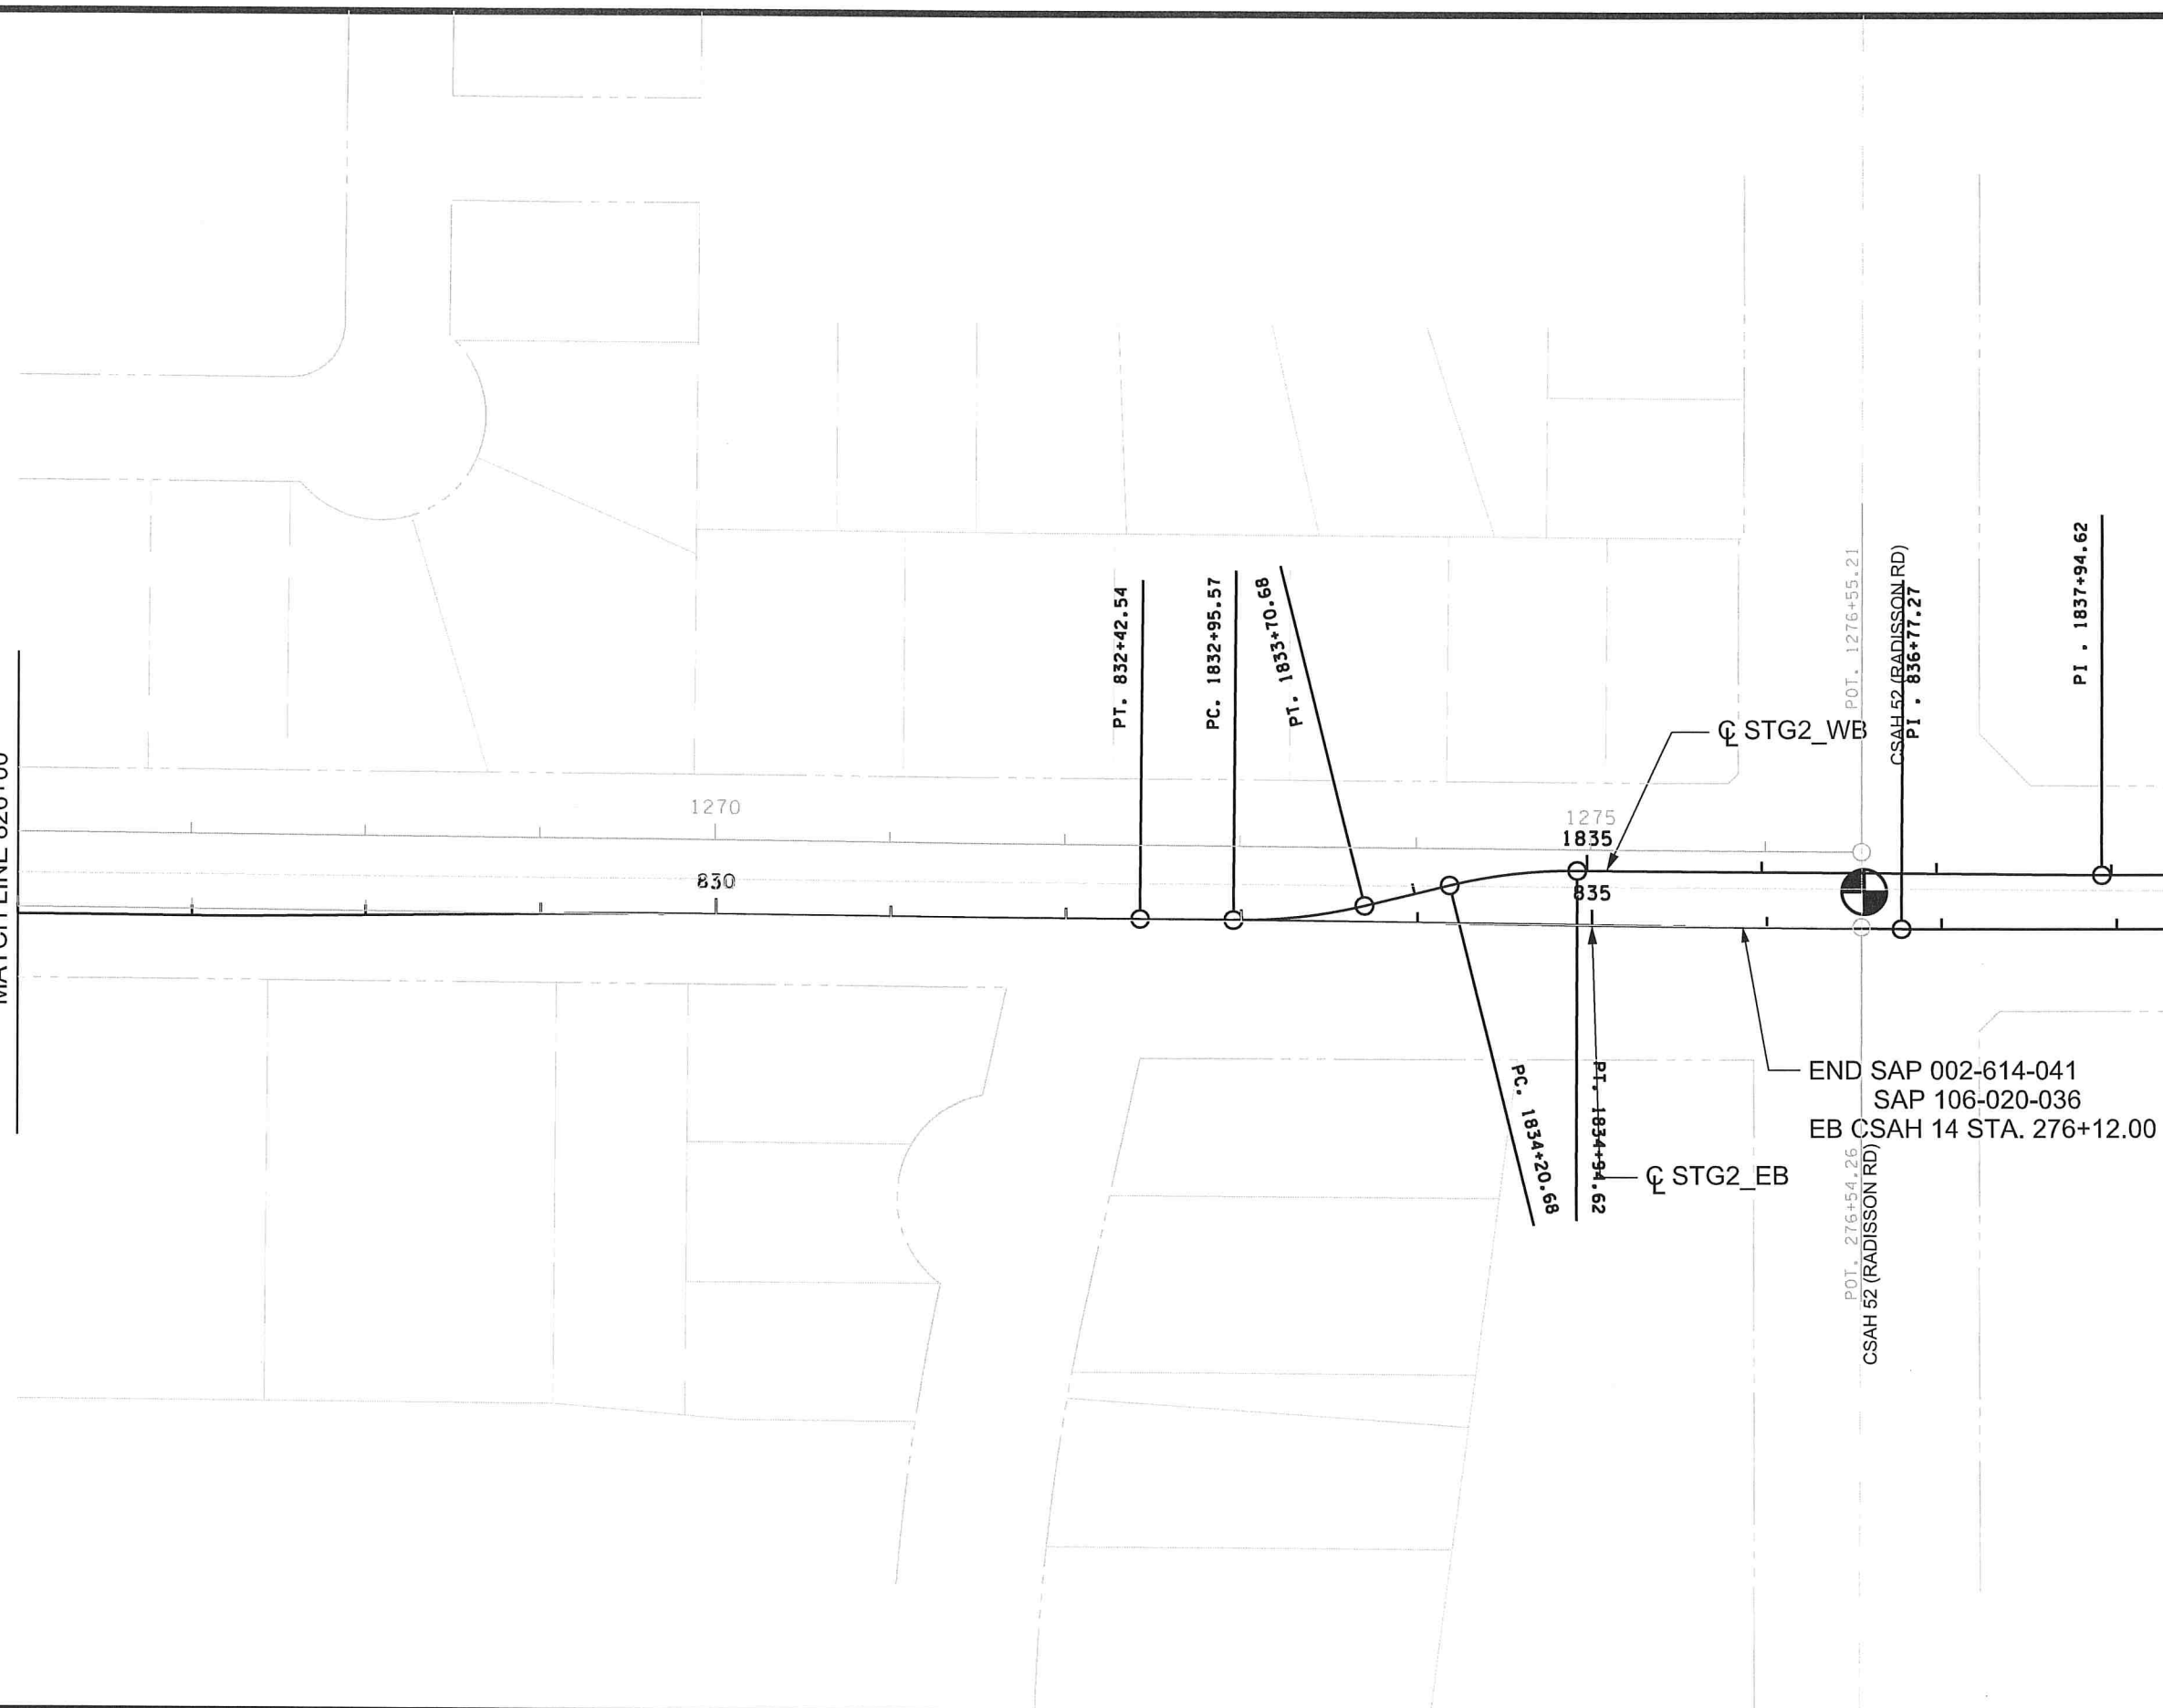 MATCH LINE
PT. 832+42.54
PC. 1832+95.57
PT. 1833+70.68
POT. 1276+55.21
CSAH 52 (RADISSON RD)
PI . 836+77.27
PI . 1837+94.62
℄ STG2_WB
1270
1275
1835
830
835
PC. 1834+20.68
PT. 1834+94.62
℄ STG2_EB
END SAP 002-614-041
SAP 106-020-036
EB CSAH 14 STA. 276+12.00
POT. 276+54.26
CSAH 52 (RADISSON RD)